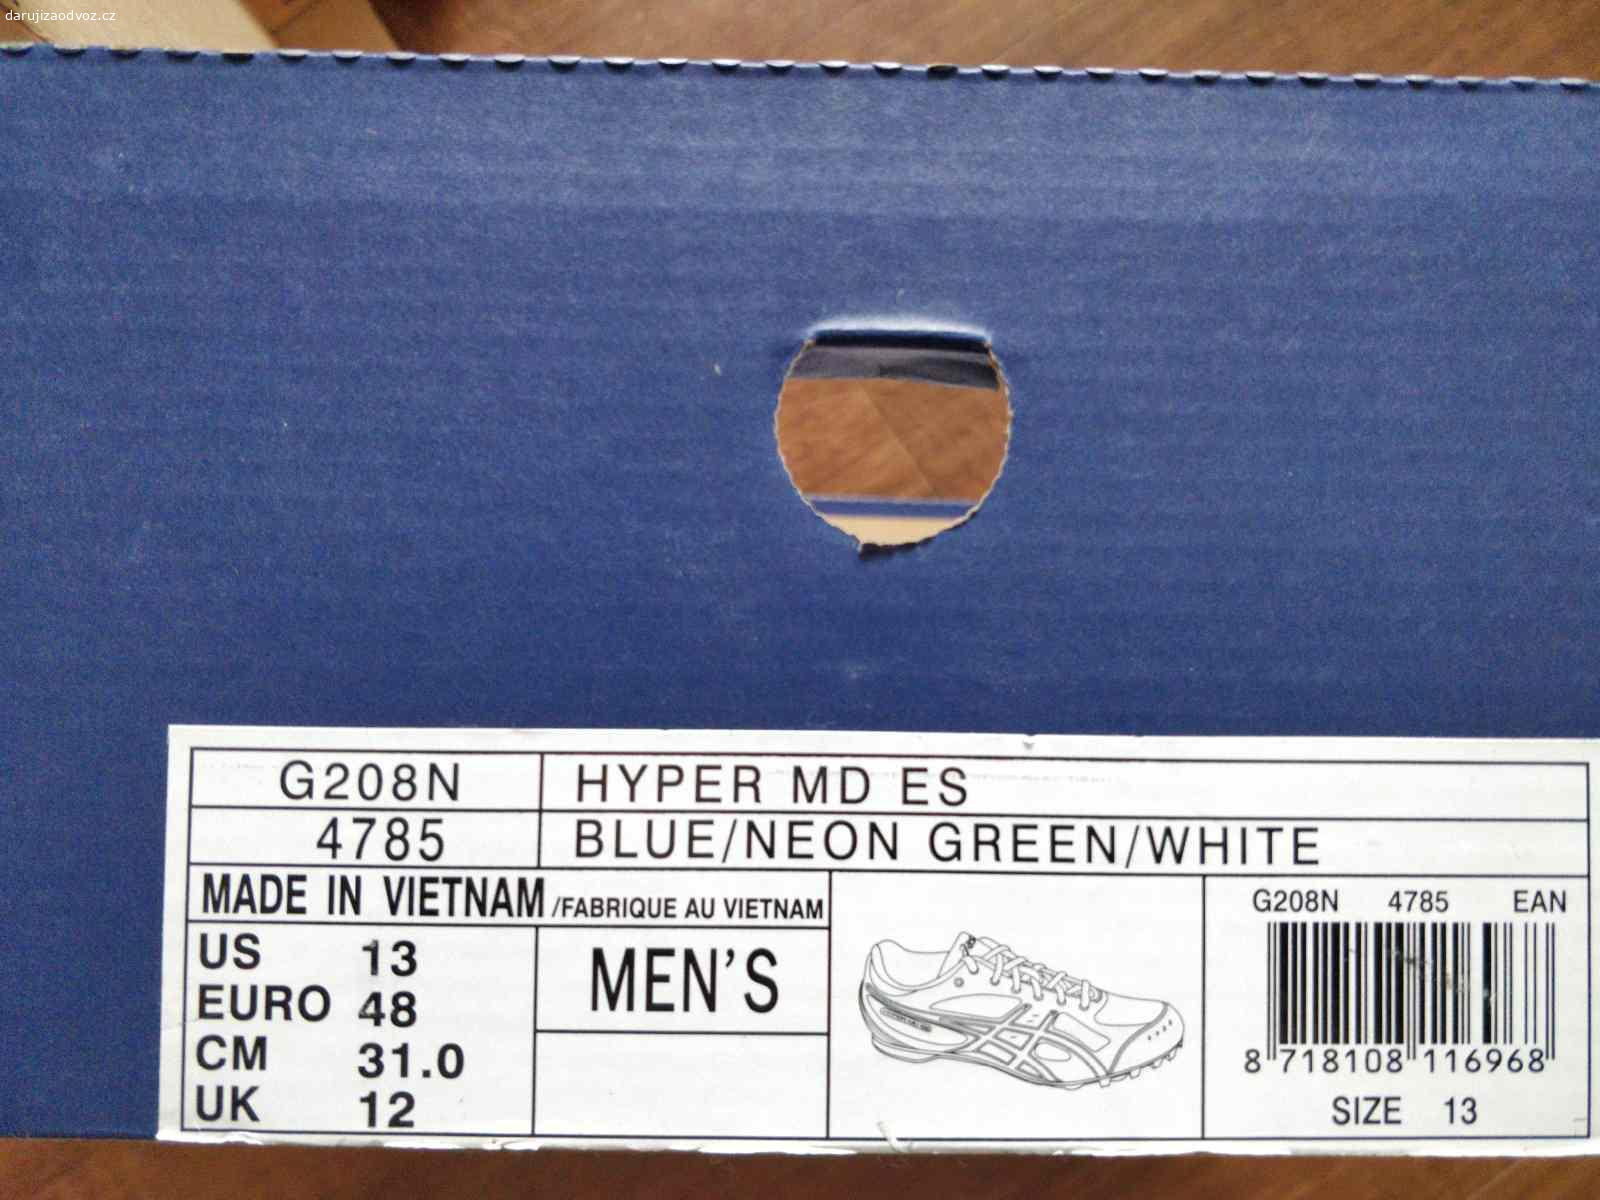 darujizaodvoz.cz
G208N HYPER MD ES
4785 BLUE/NEON GREEN/WHITE
MADE IN VIETNAM /FABRIQUE AU VIETNAM
US 13
EURO 48
CM 31.0
UK 12
MEN'S
G208N 4785 EAN
8 718108 116968
SIZE 13